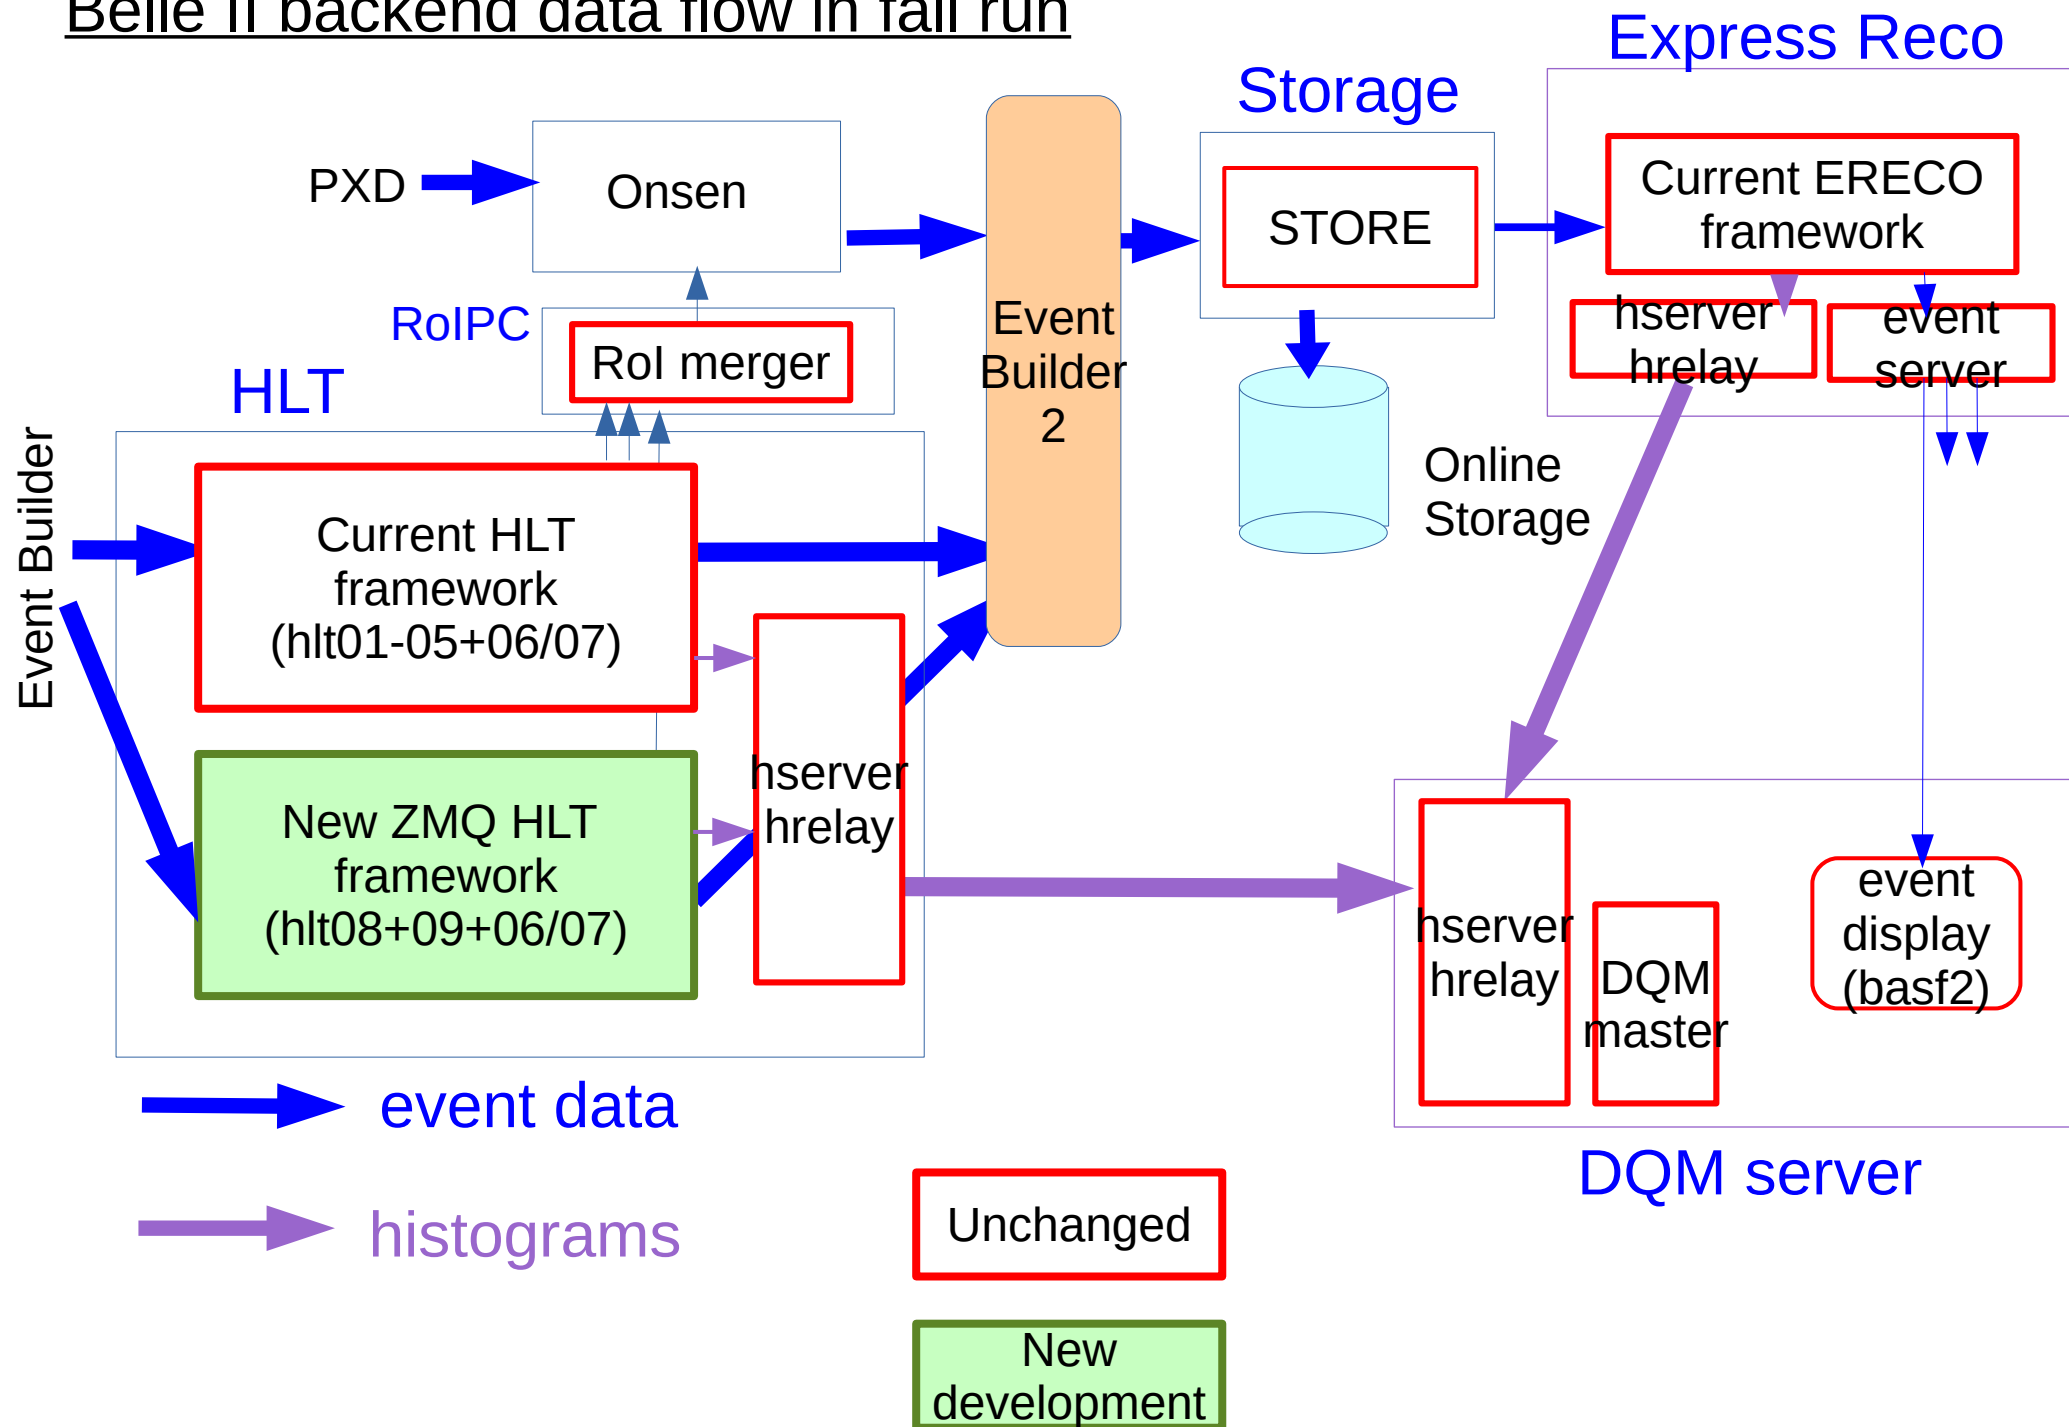 Belle II backend data flow in fall run
Express Reco
Storage
PXD
Onsen
Current ERECO
framework
STORE
hserver
hrelay
event
server
RoIPC
RoI merger
Event
Builder
2
HLT
Online
Storage
Event Builder
Current HLT
framework
(hlt01-05+06/07)
hserver
hrelay
New ZMQ HLT
framework
(hlt08+09+06/07)
hserver
hrelay
DQM
master
event
display
(basf2)
event data
DQM server
histograms
Unchanged
New
development